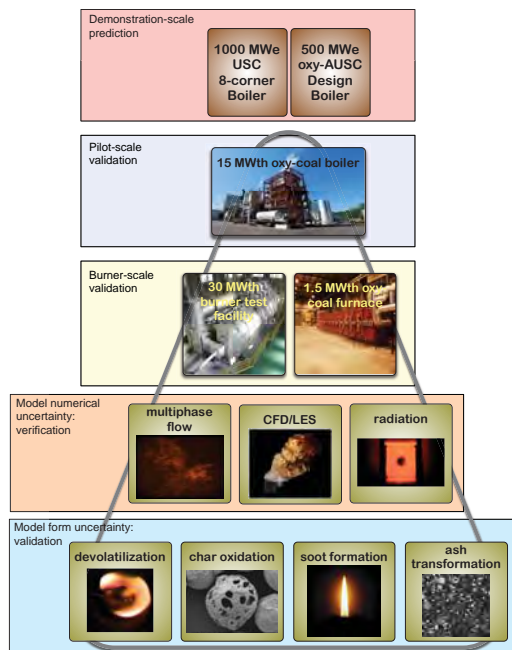 Demonstration-scale
prediction
1000 MWe
USC
8-corner
Boiler
500 MWe
oxy-AUSC
Design
Boiler
Pilot-scale
validation
15 MWth oxy-coal boiler
Burner-scale
validation
30 MWth
burner test
facility
1.5 MWth oxy-
coal furnace
Model numerical
uncertainty:
verification
multiphase
flow
CFD/LES
radiation
Model form uncertainty:
validation
devolatilization
char oxidation
soot formation
ash
transformation